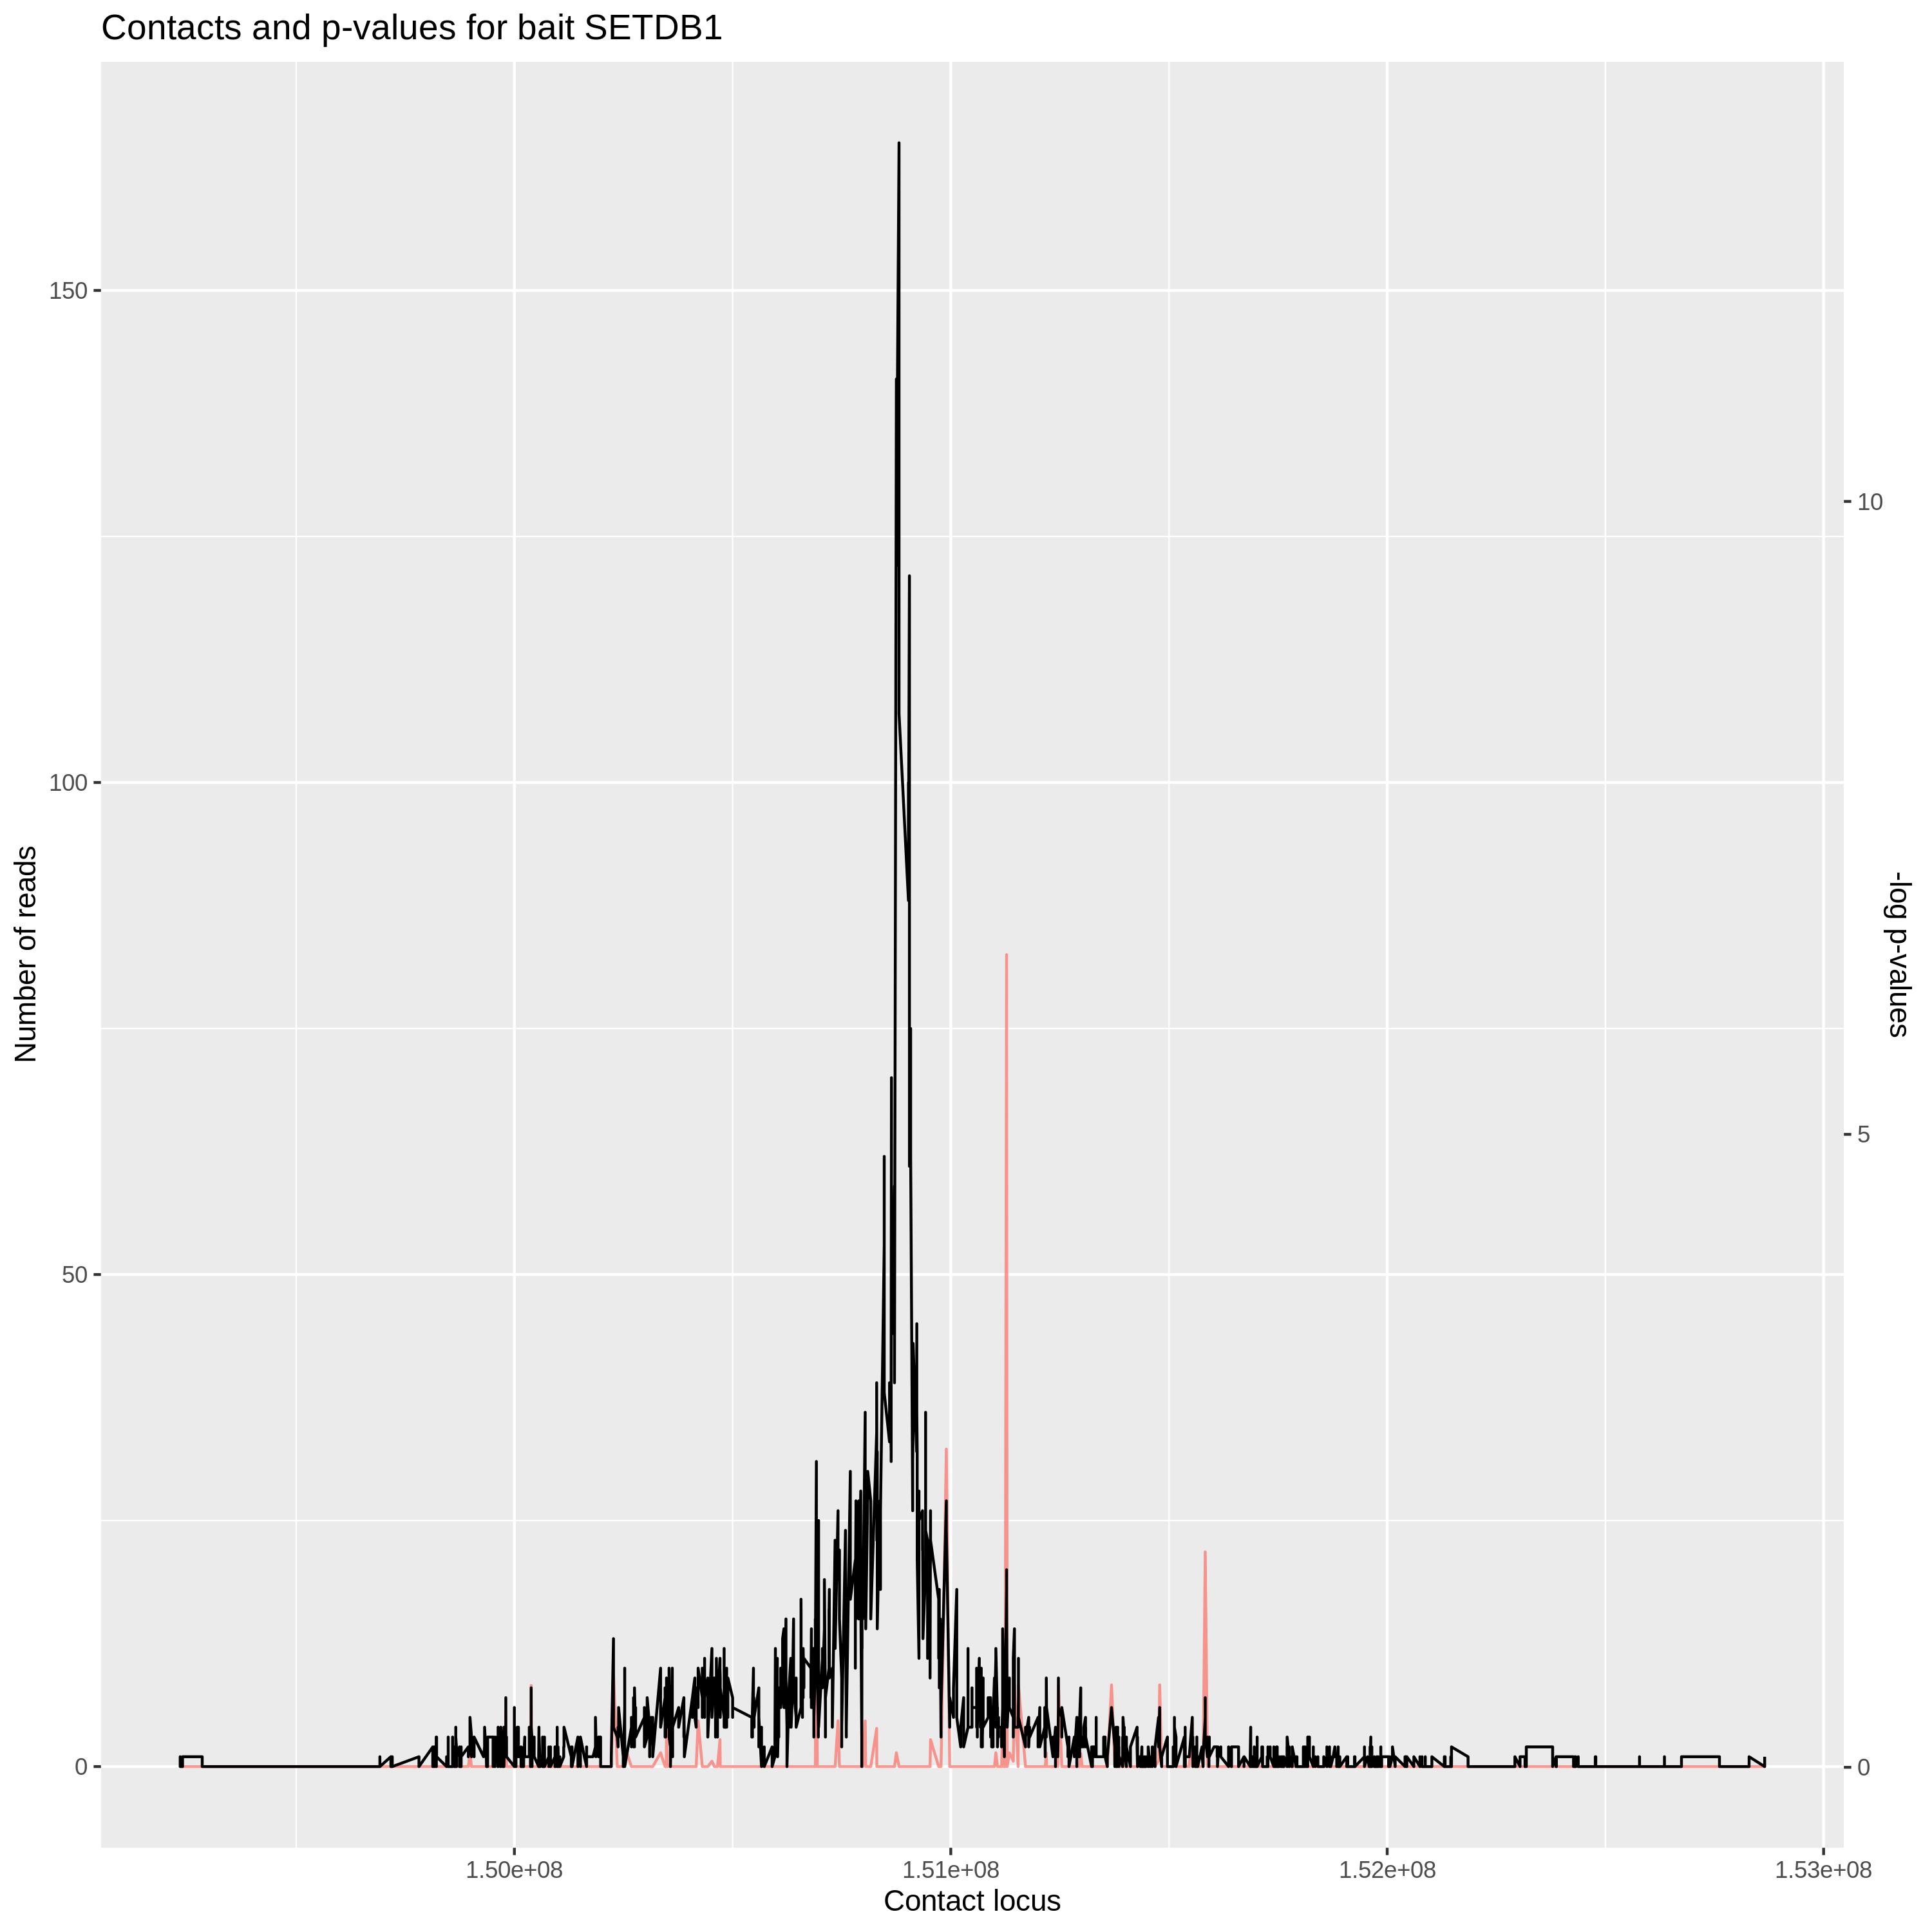 Contacts and p-values for bait SETDB1
150
100
50
0
Number of reads
10
5
0
-log p-values
1.50e+08
1.51e+08
1.52e+08
1.53e+08
Contact locus